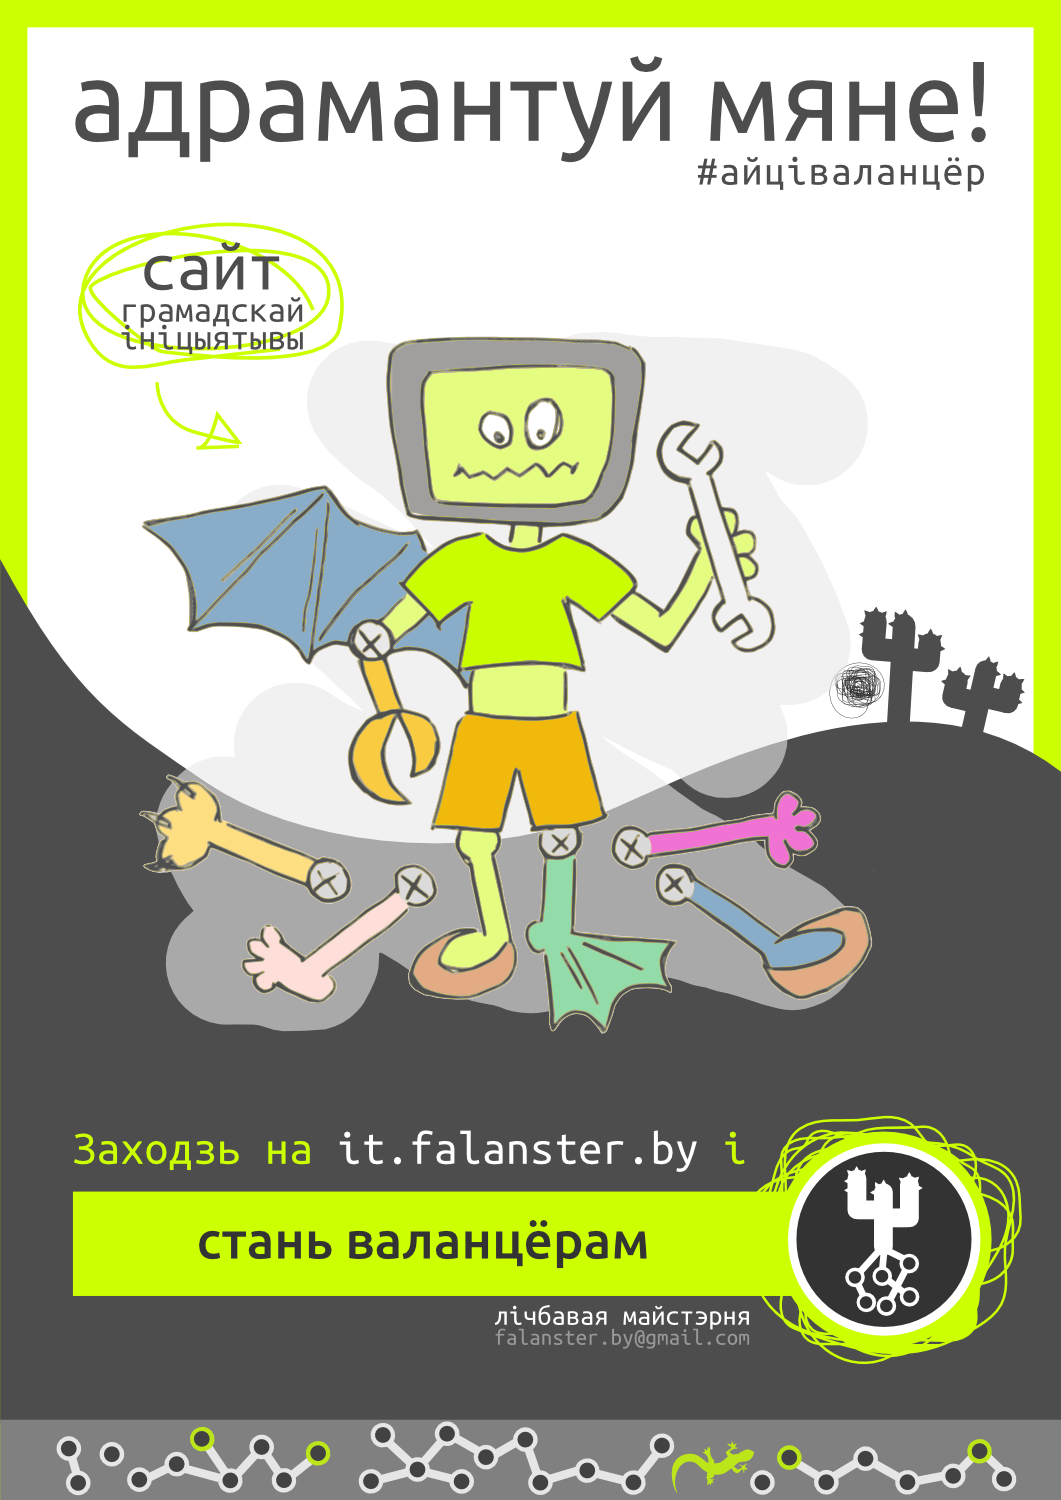 адрамантуй мяне!
#айціваланцёр
сайт
грамадскай
ініцыятывы
Заходзь на it.falanster.by і
стань валанцёрам
лічбавая майстэрня
falanster.by@gmail.com